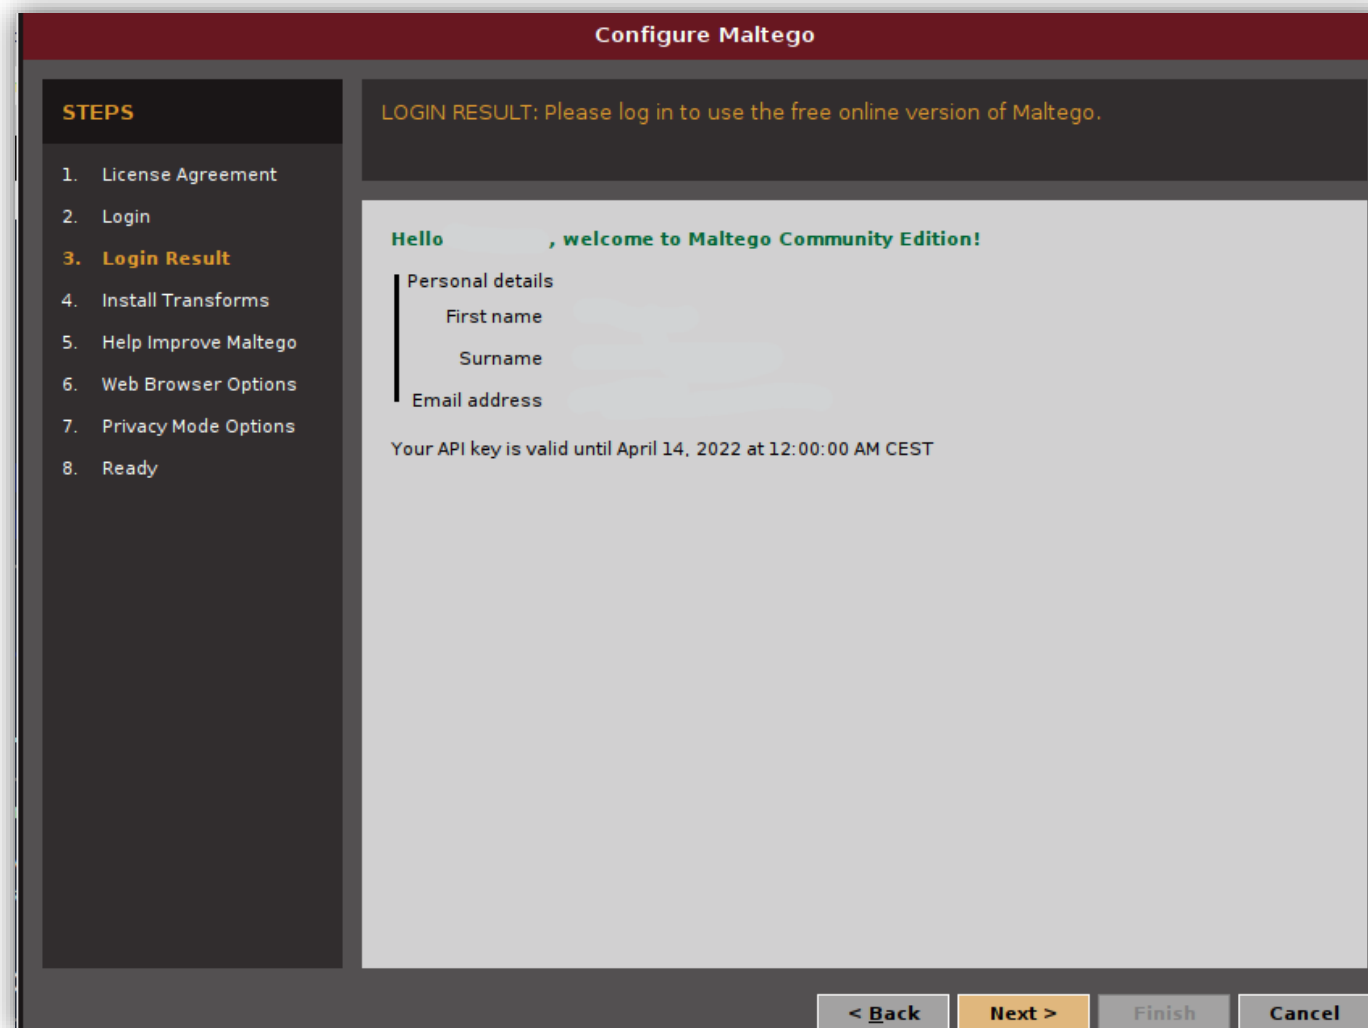 Configure Maltego
STEPS
1. License Agreement
2. Login
3. Login Result
4. Install Transforms
5. Help Improve Maltego
6. Web Browser Options
7. Privacy Mode Options
8. Ready
LOGIN RESULT: Please log in to use the free online version of Maltego.
Hello , welcome to Maltego Community Edition!
Personal details
First name
Surname
Email address
Your API key is valid until April 14, 2022 at 12:00:00 AM CEST
< Back
Next >
Finish
Cancel